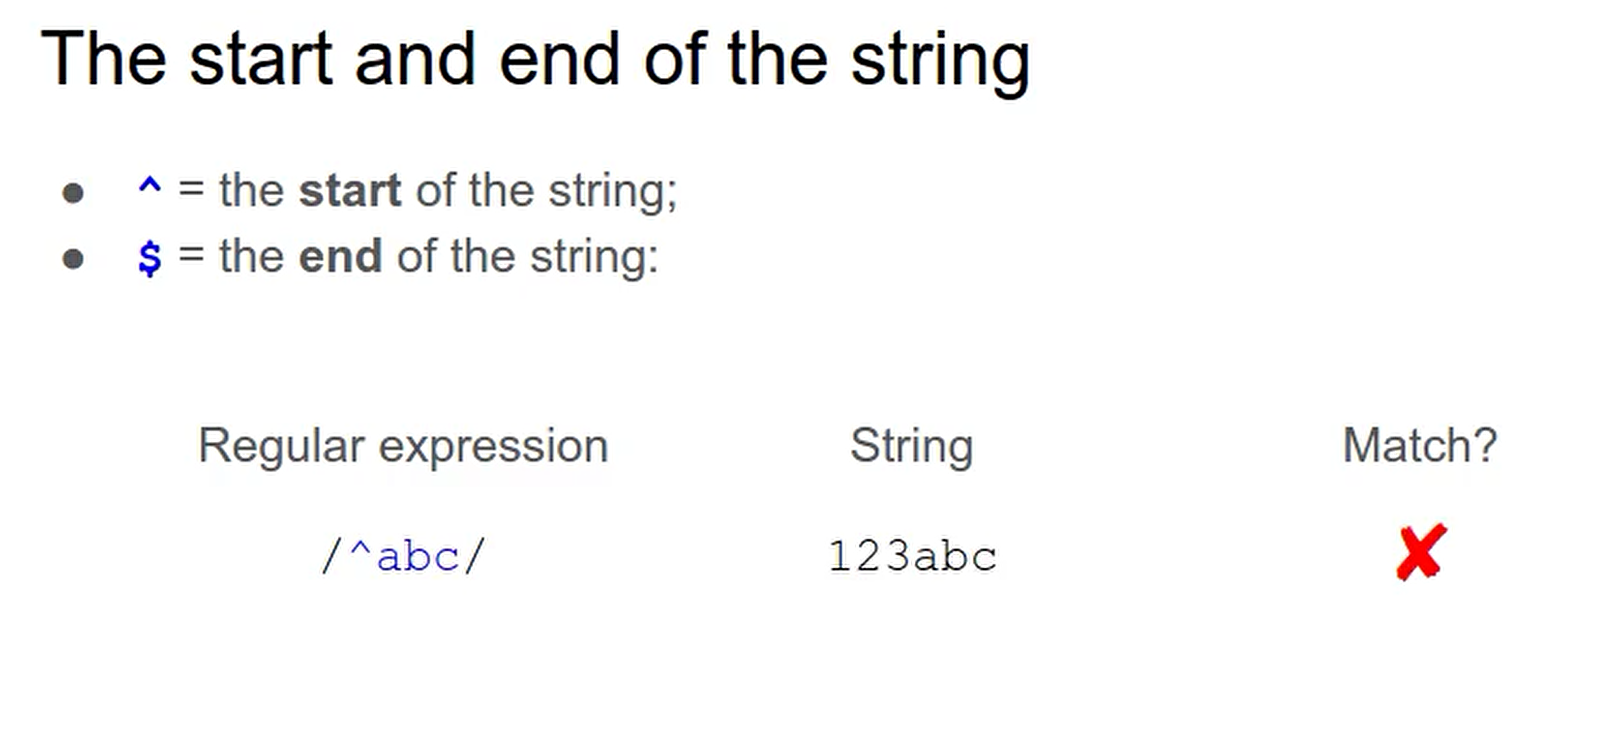 The start and end of the string
● ^ = the start of the string;
● $ = the end of the string:
Regular expression String Match?
/^abc/ 123abc ✘